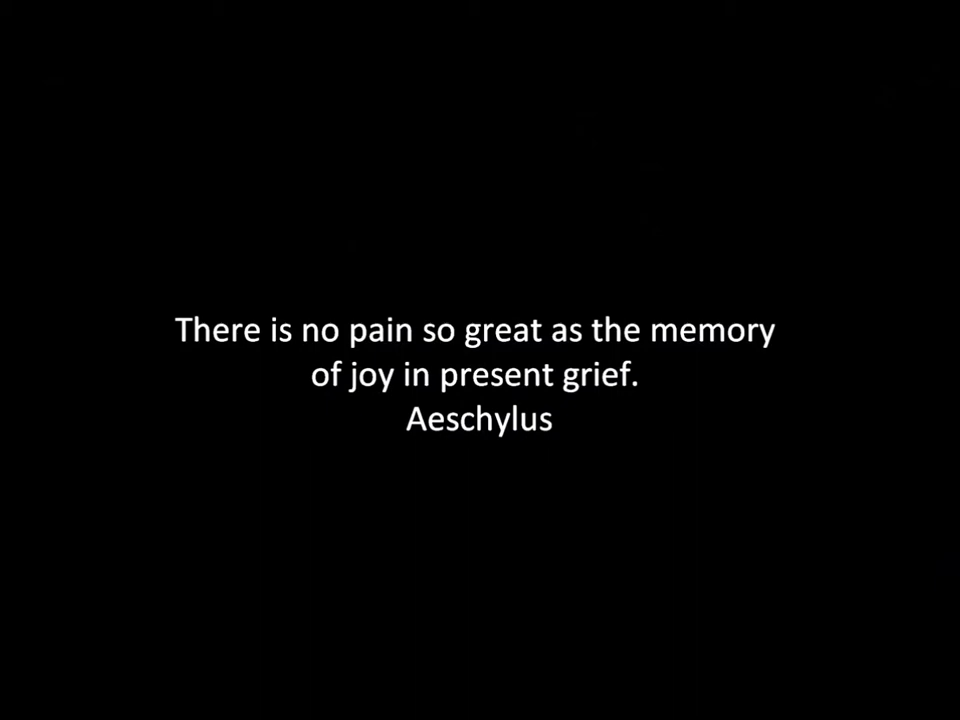 There is no pain so great as the memory
of joy in present grief.
Aeschylus